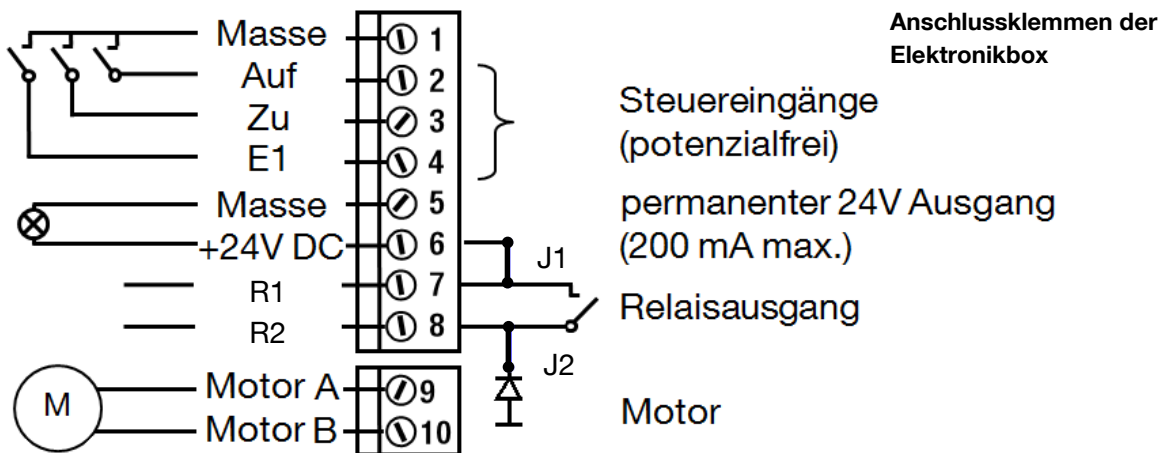 Anschlussklemmen der
Elektronikbox
Masse 1
Auf 2
Zu 3
E1 4
Steuereingänge
(potenzialfrei)
Masse 5
+24V DC 6
permanenter 24V Ausgang
(200 mA max.)
J1
R1 7
R2 8
Relaisausgang
J2
M
Motor A 9
Motor B 10
Motor